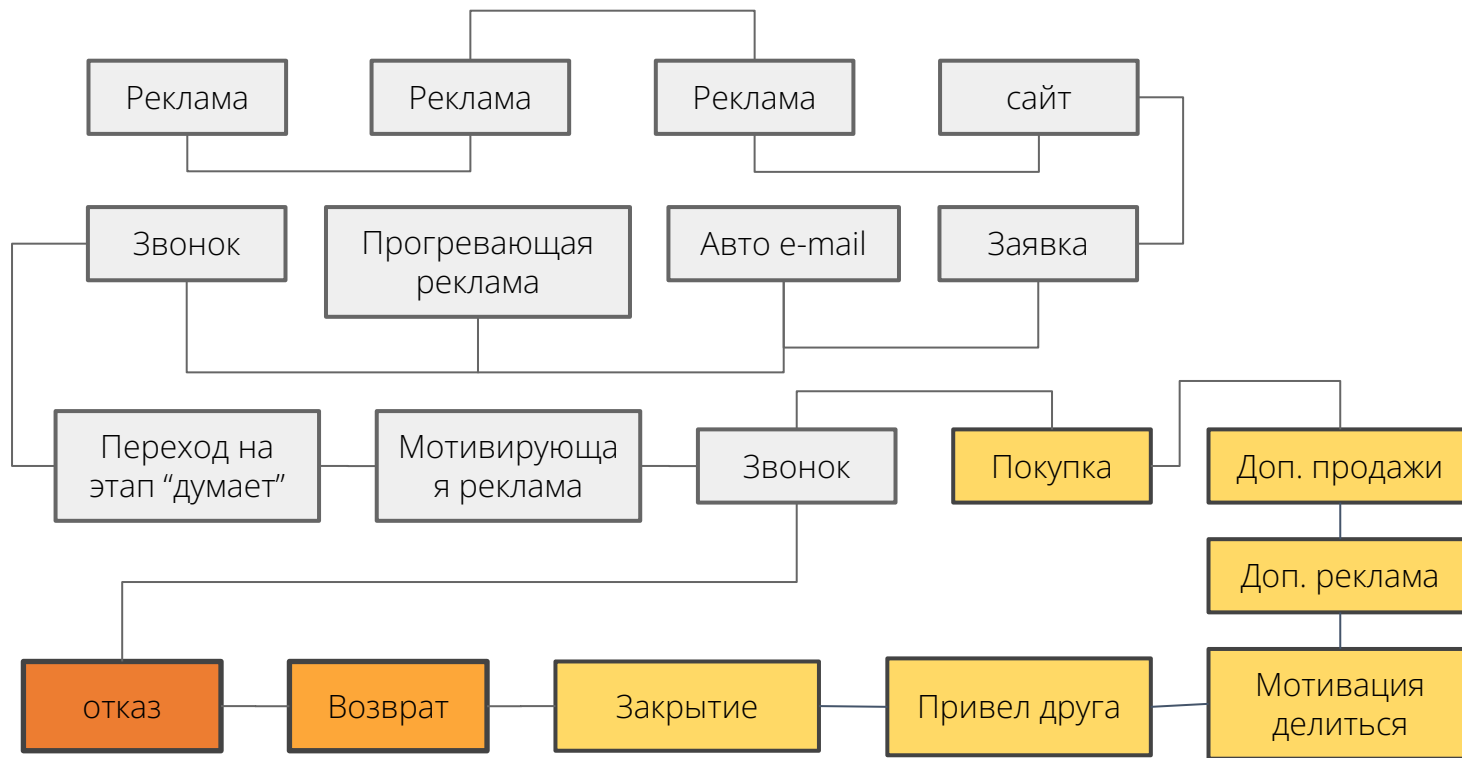 Реклама
Реклама
Реклама
сайт
Звонок
Прогревающая
реклама
Авто e-mail
Заявка
Переход на
этап “думает”
Мотивирующа
я реклама
Звонок
Покупка
Доп. продажи
Доп. реклама
отказ
Возврат
Закрытие
Привел друга
Мотивация
делиться